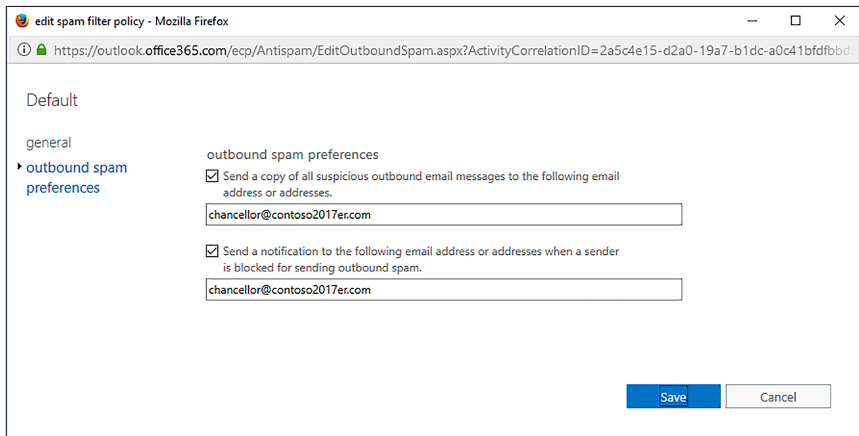 edit spam filter policy - Mozilla Firefox
https://outlook.office365.com/ecp/Antispam/EditOutboundSpam.aspx?ActivityCorrelationID=2a5c4e15-d2a0-19a7-b1dc-a0c41bfdfbbd8
Default
general
outbound spam
preferences
outbound spam preferences
Send a copy of all suspicious outbound email messages to the following email
address or addresses.
chancellor@contoso2017er.com
Send a notification to the following email address or addresses when a sender
is blocked for sending outbound spam.
chancellor@contoso2017er.com
Save
Cancel